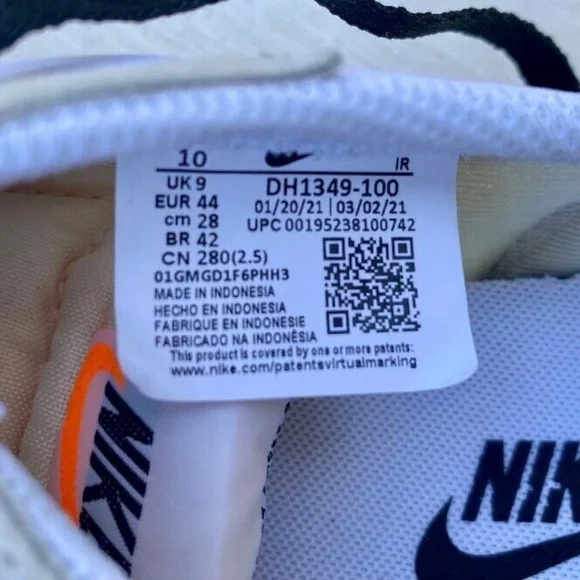 10
IR
UK 9
DH1349-100
EUR 44
01/20/21 | 03/02/21
cm 28
UPC 00195238100742
BR 42
CN 280(2.5)
01GMGD1F6PHH3
MADE IN INDONESIA
HECHO EN INDONESIA
FABRIQUE EN INDONESIE
FABRICADO NA INDONÉSIA
This product is covered by one or more patents:
www.nike.com/patentsvirtualmarking
NIKE
NIK